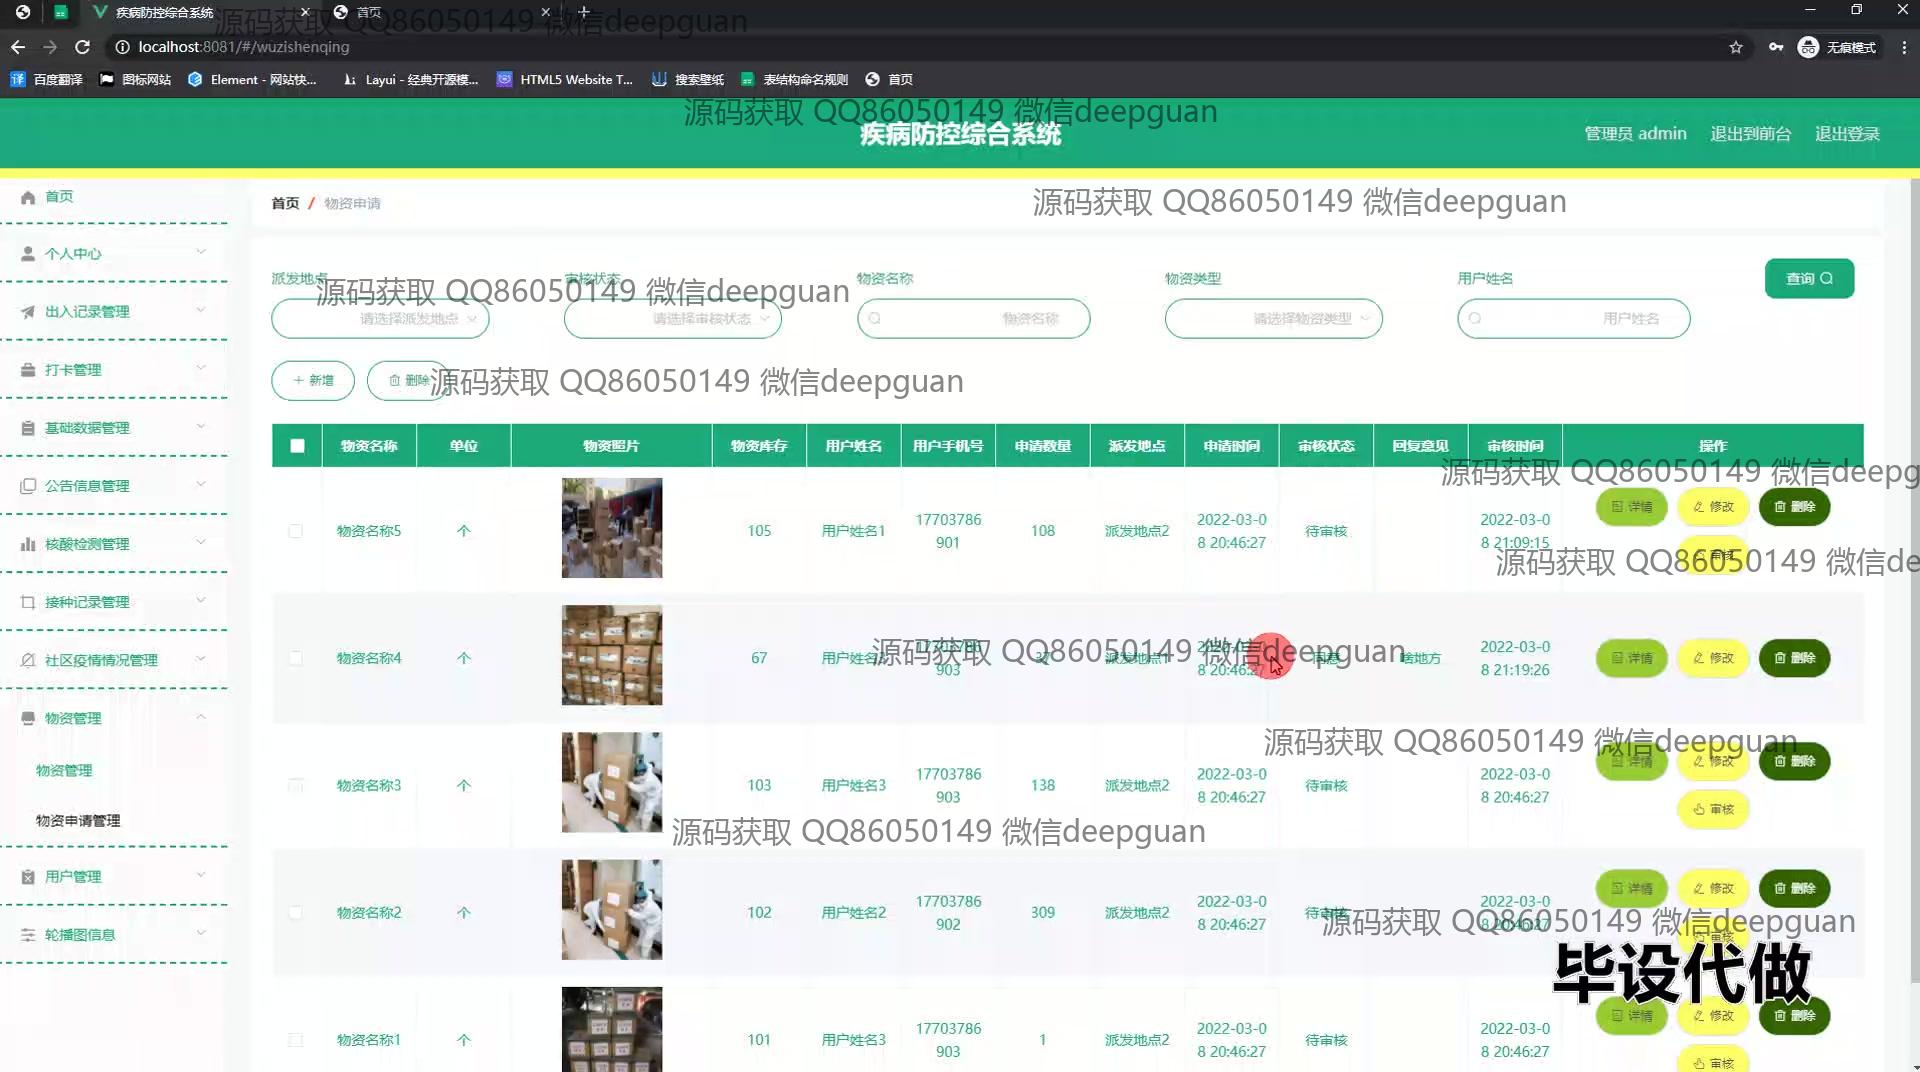 疾病防控综合系统
首页
源码获取 QQ86050149 微信deepguan
localhost:8081/#/wuzishenqing
无痕模式
百度翻译
图标网站
Element - 网站快...
Layui - 经典开源模...
HTML5 Website T...
搜索壁纸
表结构命名规则
首页
源码获取 QQ86050149 微信deepguan
疾病防控综合系统
管理员 admin
退出到前台
退出登录
首页
个人中心
出入记录管理
打卡管理
基础数据管理
公告信息管理
核酸检测管理
接种记录管理
社区疫情情况管理
物资管理
物资管理
物资申请管理
用户管理
轮播图信息
首页 / 物资申请
源码获取 QQ86050149 微信deepguan
派发地点 审核状态 物资名称 物资类型 用户姓名
查询
源码获取 QQ86050149 微信deepguan
请选择派发地点 请选择审核状态 物资名称 请选择物资类型 用户姓名
新增 删除
源码获取 QQ86050149 微信deepguan
物资名称 单位 物资照片 物资库存 用户姓名 用户手机号 申请数量 派发地点 申请时间 审核状态 回复意见 审核时间 操作
源码获取 QQ86050149 微信deepg
物资名称5 个 105 用户姓名1 17703786901 108 派发地点2 2022-03-08 20:46:27 待审核 2022-03-08 21:09:15 详情 修改 删除 审核
源码获取 QQ86050149 微信de
物资名称4 个 67 903 派发地点1 8 20:46:27 同意 啥地方 2022-03-08 21:19:26 详情 修改 删除
源码获取 QQ86050149 微信deepguan
源码获取 QQ86050149 微信deepguan
物资名称3 个 103 用户姓名3 17703786903 138 派发地点2 2022-03-08 20:46:27 待审核 2022-03-08 20:46:27 详情 修改 删除 审核
源码获取 QQ86050149 微信deepguan
物资名称2 个 102 用户姓名2 17703786902 309 派发地点2 2022-03-08 20:46:27 待审核 2022-03-08 20:46:27 详情 修改 删除 审核
源码获取 QQ86050149 微信deepguan
毕设代做
物资名称1 个 101 用户姓名3 17703786903 1 派发地点2 2022-03-08 20:46:27 待审核 2022-03-08 20:46:27 详情 修改 删除 审核